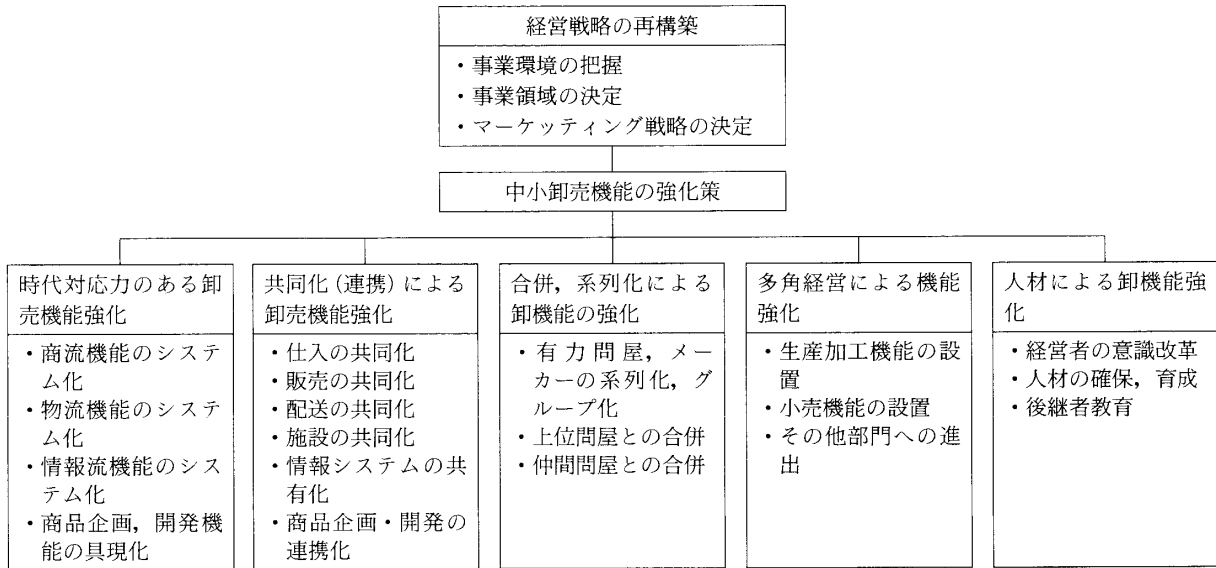 経営戦略の再構築
・事業環境の把握
・事業領域の決定
・マーケッティング戦略の決定
中小卸売機能の強化策
時代対応力のある卸
売機能強化
・商流機能のシステ
ム化
・物流機能のシステ
ム化
・情報流機能のシス
テム化
・商品企画，開発機
能の具現化
共同化（連携）による
卸売機能強化
・仕入の共同化
・販売の共同化
・配送の共同化
・施設の共同化
・情報システムの共
有化
・商品企画・開発の
連携化
合併，系列化による
卸機能の強化
・有力問屋，メー
カーの系列化，グ
ループ化
・上位問屋との合併
・仲間問屋との合併
多角経営による機能
強化
・生産加工機能の設
置
・小売機能の設置
・その他部門への進
出
人材による卸機能強
化
・経営者の意識改革
・人材の確保，育成
・後継者教育